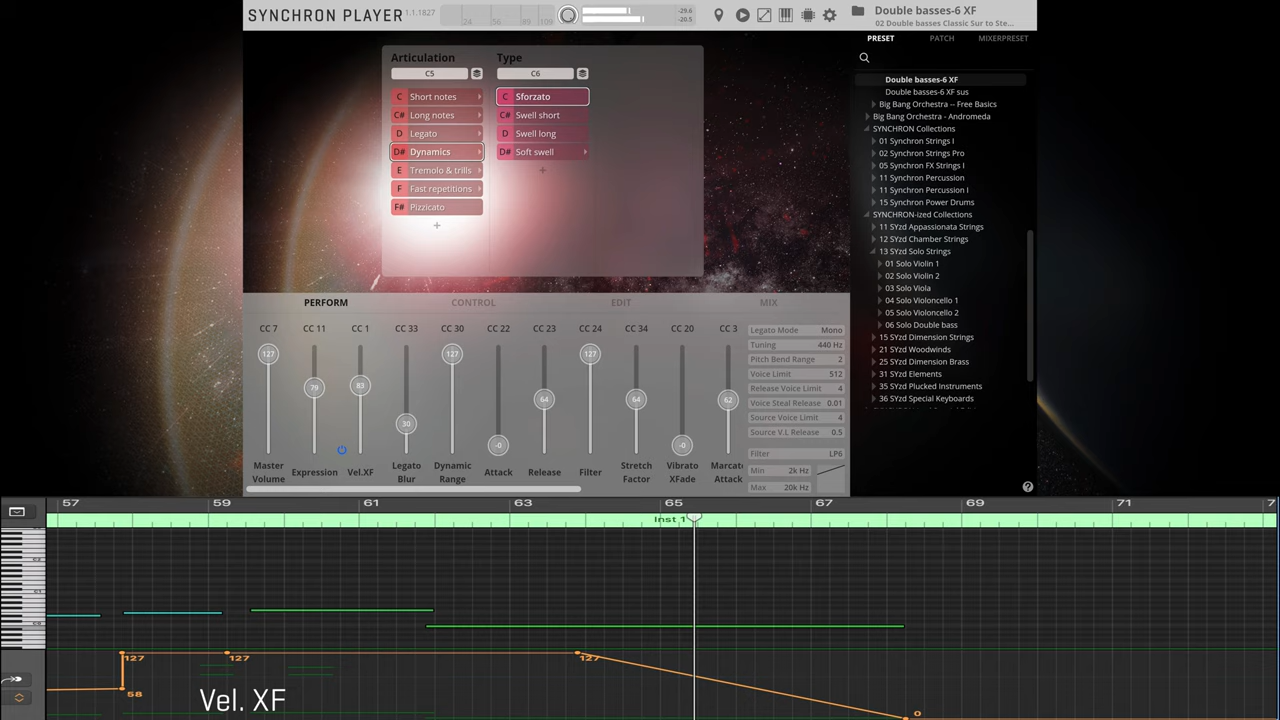 SYNCHRON PLAYER 1.1.1827
24 86 89 109
-29.6
-20.5
Double basses-6 XF
02 Double basses Classic Sur to Ste...
PRESET PATCH MIXERPRESET
Articulation
C5
C Short notes
C# Long notes
D Legato
D# Dynamics
E Tremolo & trills
F Fast repetitions
F# Pizzicato
+
Type
C6
C Sforzato
C# Swell short
D Swell long
D# Soft swell
+
Double basses-6 XF
Double basses-6 XF sus
Big Bang Orchestra -- Free Basics
Big Bang Orchestra - Andromeda
SYNCHRON Collections
01 Synchron Strings I
02 Synchron Strings Pro
05 Synchron FX Strings I
11 Synchron Percussion
11 Synchron Percussion I
15 Synchron Power Drums
SYNCHRON-ized Collections
11 SYzd Appassionata Strings
12 SYzd Chamber Strings
13 SYzd Solo Strings
01 Solo Violin 1
02 Solo Violin 2
03 Solo Viola
04 Solo Violoncello 1
05 Solo Violoncello 2
06 Solo Double bass
15 SYzd Dimension Strings
21 SYzd Woodwinds
25 SYzd Dimension Brass
31 SYzd Elements
35 SYzd Plucked Instruments
36 SYzd Special Keyboards
PERFORM CONTROL EDIT MIX
CC 7 CC 11 CC 1 CC 33 CC 30 CC 22 CC 23 CC 24 CC 34 CC 20 CC 3
127 79 83 30 127 -0 64 127 64 -0 62
Master Volume
Expression
Vel.XF
Legato Blur
Dynamic Range
Attack
Release
Filter
Stretch Factor
Vibrato XFade
Marcato Attack
Legato Mode Mono
Tuning 440 Hz
Pitch Bend Range 2
Voice Limit 512
Release Voice Limit 4
Voice Steal Release 0.01
Source Voice Limit 4
Source V.L Release 0.5
Filter LP6
Min 2k Hz
Max 20k Hz
?
57 59 61 63 65 67 69 71 7
Inst 1
127 127 127
58
0
Vel. XF